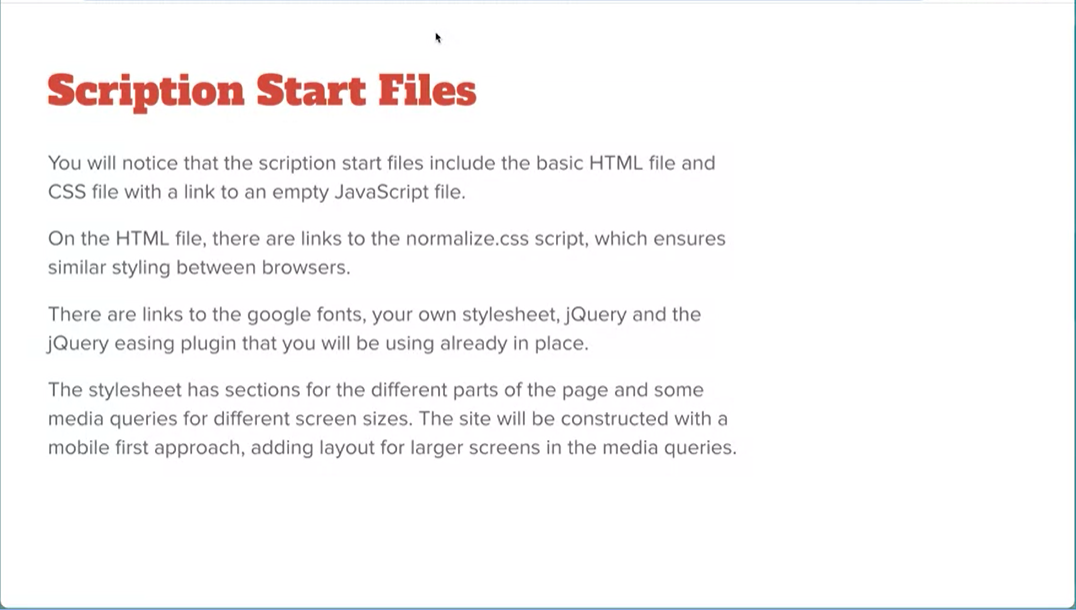 Scription Start Files
You will notice that the scription start files include the basic HTML file and
CSS file with a link to an empty JavaScript file.
On the HTML file, there are links to the normalize.css script, which ensures
similar styling between browsers.
There are links to the google fonts, your own stylesheet, jQuery and the
jQuery easing plugin that you will be using already in place.
The stylesheet has sections for the different parts of the page and some
media queries for different screen sizes. The site will be constructed with a
mobile first approach, adding layout for larger screens in the media queries.